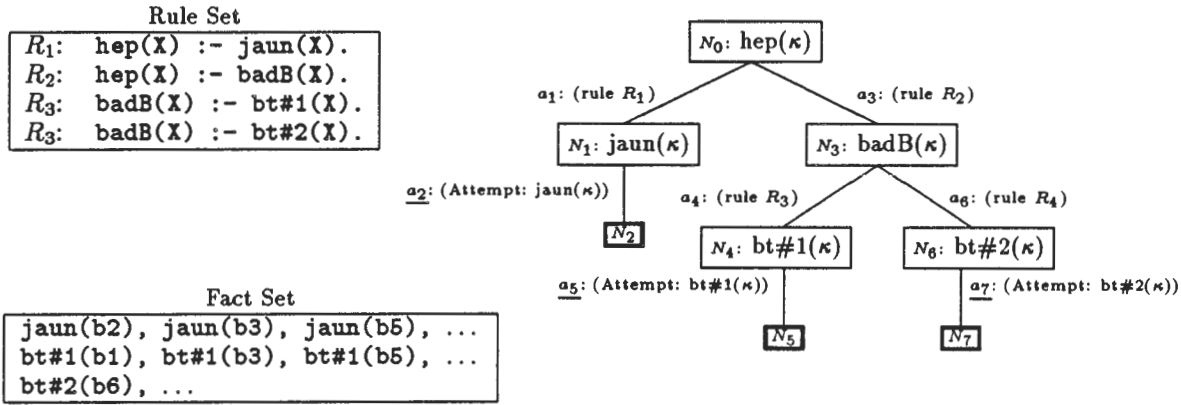 Rule Set
R₁: hep(X) :- jaun(X).
R₂: hep(X) :- badB(X).
R₃: badB(X) :- bt#1(X).
R₃: badB(X) :- bt#2(X).
Fact Set
jaun(b2), jaun(b3), jaun(b5), ...
bt#1(b1), bt#1(b3), bt#1(b5), ...
bt#2(b6), ...
N₀: hep(κ)
a₁: (rule R₁)
a₃: (rule R₂)
N₁: jaun(κ)
N₃: badB(κ)
a₂: (Attempt: jaun(κ))
a₄: (rule R₃)
a₆: (rule R₄)
N₂
N₄: bt#1(κ)
N₆: bt#2(κ)
a₅: (Attempt: bt#1(κ))
a₇: (Attempt: bt#2(κ))
N₅
N₇